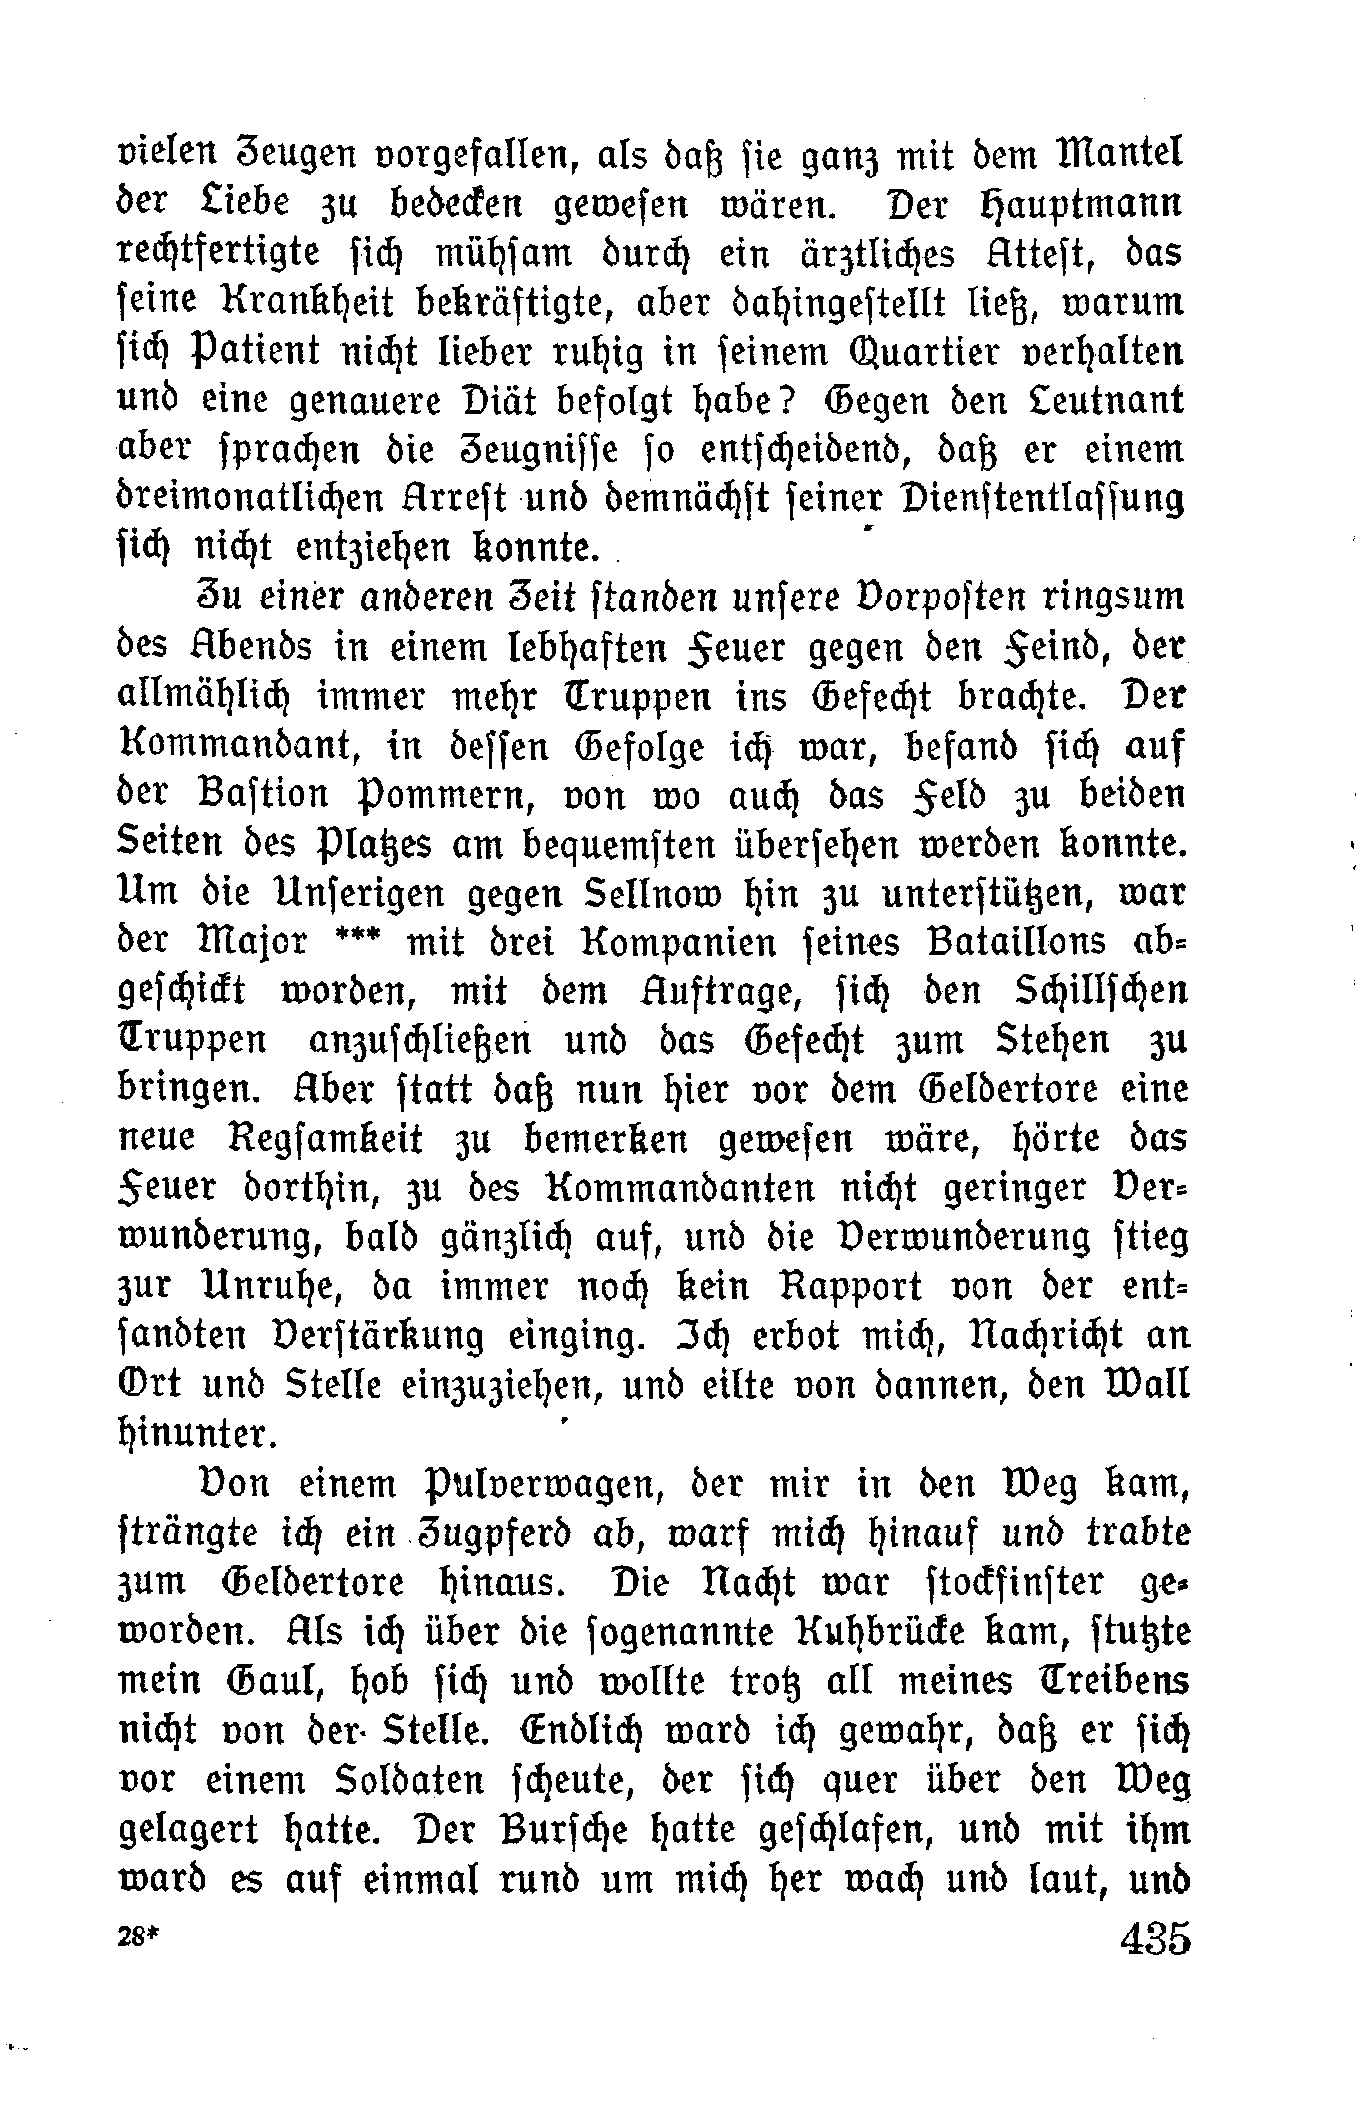 vielen Zeugen vorgefallen, als daß sie ganz mit dem Mantel
der Liebe zu bedecken gewesen wären. Der Hauptmann
rechtfertigte sich mühsam durch ein ärztliches Attest, das
seine Krankheit bekräftigte, aber dahingestellt ließ, warum
sich Patient nicht lieber ruhig in seinem Quartier verhalten
und eine genauere Diät befolgt habe? Gegen den Leutnant
aber sprachen die Zeugnisse so entscheidend, daß er einem
dreimonatlichen Arrest und demnächst seiner Dienstentlassung
sich nicht entziehen konnte.
Zu einer anderen Zeit standen unsere Vorposten ringsum
des Abends in einem lebhaften Feuer gegen den Feind, der
allmählich immer mehr Truppen ins Gefecht brachte. Der
Kommandant, in dessen Gefolge ich war, befand sich auf
der Bastion Pommern, von wo auch das Feld zu beiden
Seiten des Platzes am bequemsten übersehen werden konnte.
Um die Unserigen gegen Sellnow hin zu unterstützen, war
der Major *** mit drei Kompanien seines Bataillons ab-
geschickt worden, mit dem Auftrage, sich den Schillschen
Truppen anzuschließen und das Gefecht zum Stehen zu
bringen. Aber statt daß nun hier vor dem Geldertore eine
neue Regsamkeit zu bemerken gewesen wäre, hörte das
Feuer dorthin, zu des Kommandanten nicht geringer Ver-
wunderung, bald gänzlich auf, und die Verwunderung stieg
zur Unruhe, da immer noch kein Rapport von der ent-
sandten Verstärkung einging. Ich erbot mich, Nachricht an
Ort und Stelle einzuziehen, und eilte von dannen, den Wall
hinunter.
Von einem Pulverwagen, der mir in den Weg kam,
strängte ich ein Zugpferd ab, warf mich hinauf und trabte
zum Geldertore hinaus. Die Nacht war stockfinster ge-
worden. Als ich über die sogenannte Kuhbrücke kam, stutzte
mein Gaul, hob sich und wollte trotz all meines Treibens
nicht von der Stelle. Endlich ward ich gewahr, daß er sich
vor einem Soldaten scheute, der sich quer über den Weg
gelagert hatte. Der Bursche hatte geschlafen, und mit ihm
ward es auf einmal rund um mich her wach und laut, und
28* 435